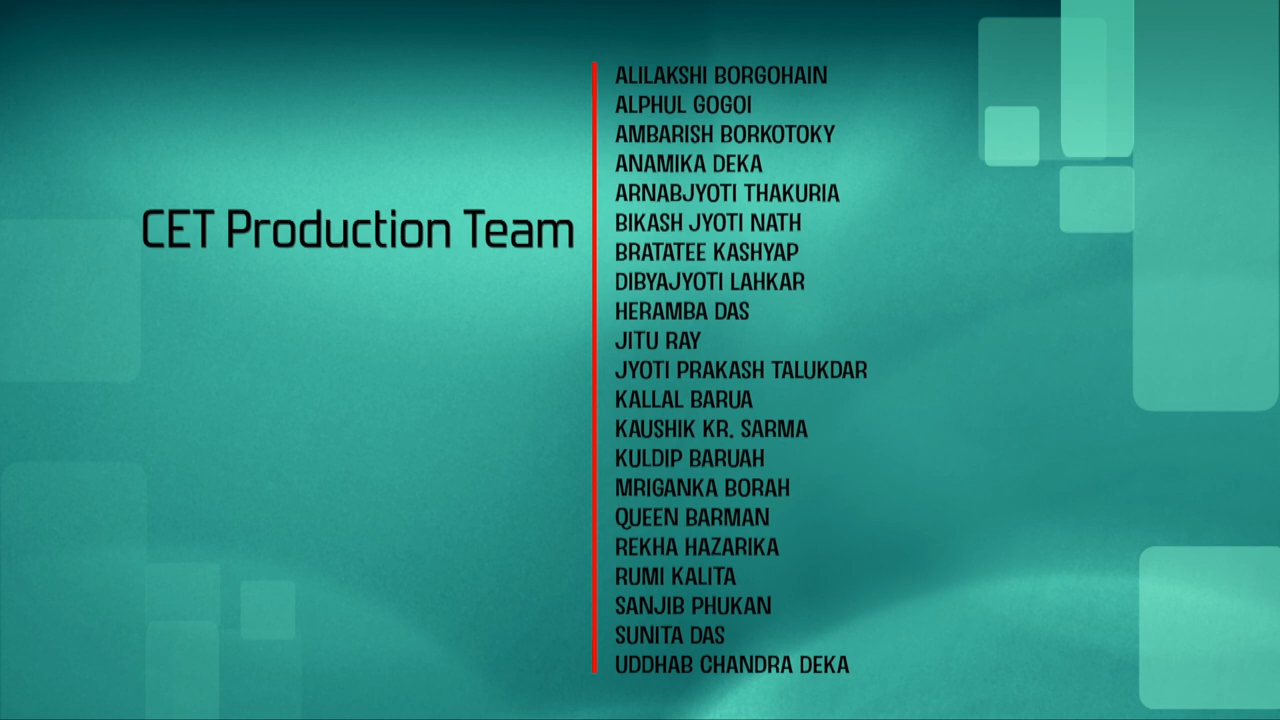 CET Production Team
ALILAKSHI BORGOHAIN
ALPHUL GOGOI
AMBARISH BORKOTOKY
ANAMIKA DEKA
ARNABJYOTI THAKURIA
BIKASH JYOTI NATH
BRATATEE KASHYAP
DIBYAJYOTI LAHKAR
HERAMBA DAS
JITU RAY
JYOTI PRAKASH TALUKDAR
KALLAL BARUA
KAUSHIK KR. SARMA
KULDIP BARUAH
MRIGANKA BORAH
QUEEN BARMAN
REKHA HAZARIKA
RUMI KALITA
SANJIB PHUKAN
SUNITA DAS
UDDHAB CHANDRA DEKA